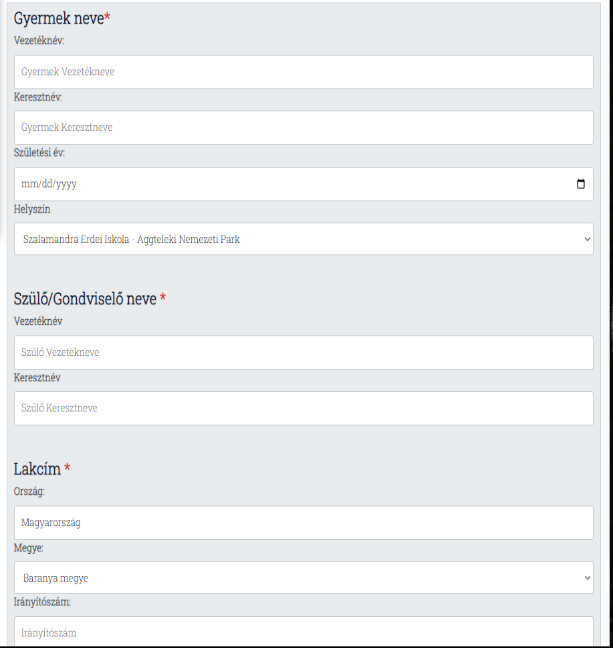 Gyermek neve*
Vezetéknév:
Gyermek Vezetékneve
Keresztnév:
Gyermek Keresztneve
Születési év:
mm/dd/yyyy
Helyszín
Szalamandra Erdei Iskola - Aggteleki Nemezeti Park
Szülő/Gondviselő neve *
Vezetéknév
Szülő Vezetékneve
Keresztnév
Szülő Keresztneve
Lakcím *
Ország:
Magyarország
Megye:
Baranya megye
Irányítószám:
Irányítószám